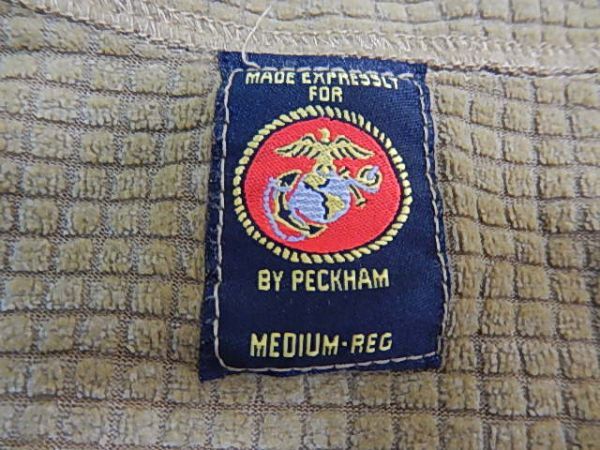 MADE EXPRESSLY
FOR
BY PECKHAM
MEDIUM-REG